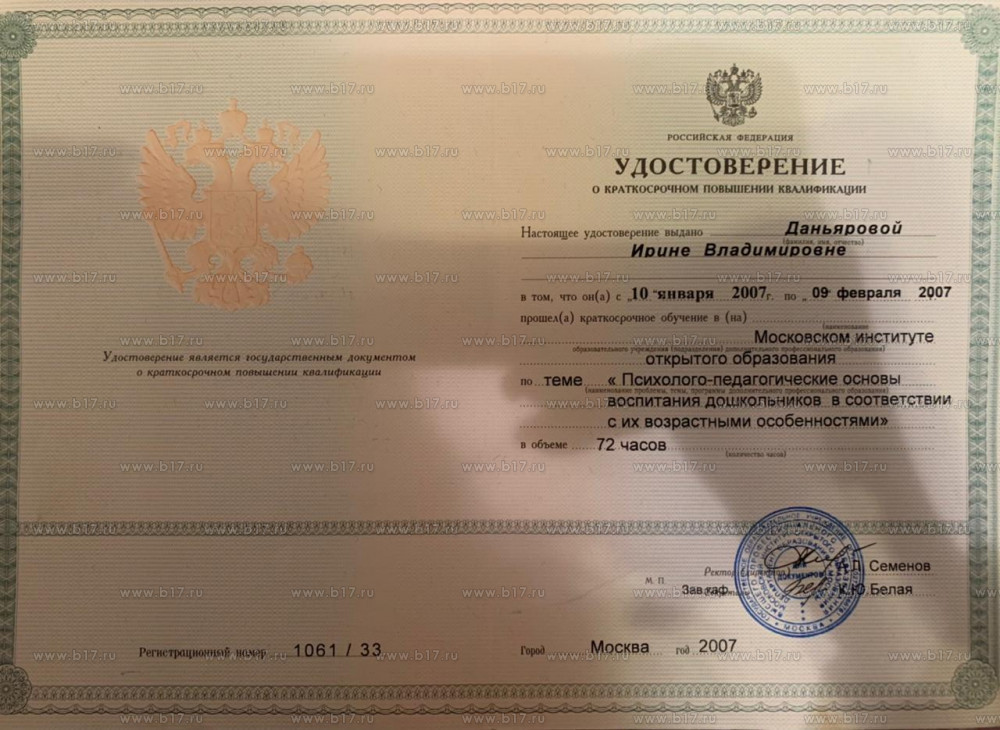 Удостоверение является государственным документом
о краткосрочном повышении квалификации
Регистрационный номер 1061 / 33
РОССИЙСКАЯ ФЕДЕРАЦИЯ
УДОСТОВЕРЕНИЕ
О КРАТКОСРОЧНОМ ПОВЫШЕНИИ КВАЛИФИКАЦИИ
Настоящее удостоверение выдано Даньяровой
(фамилия, имя, отчество)
Ирине Владимировне
в том, что он(а) с „10 “января 2007г. по „ 09 “ февраля 2007
прошел(а) краткосрочное обучение в (на)
(наименование
Московском институте
образовательного учреждения (подразделения) дополнительного профессионального образования)
открытого образования
по теме « Психолого-педагогические основы
(наименование проблемы, темы, программы дополнительного профессионального образования)
воспитания дошкольников в соответствии
с их возрастными особенностями»
в объеме 72 часов
(количество часов)
М. П.
Ректор Семенов
Зав.каф. К.Ю.Белая
МОСКВА
Город Москва год 2007
www.b17.ru